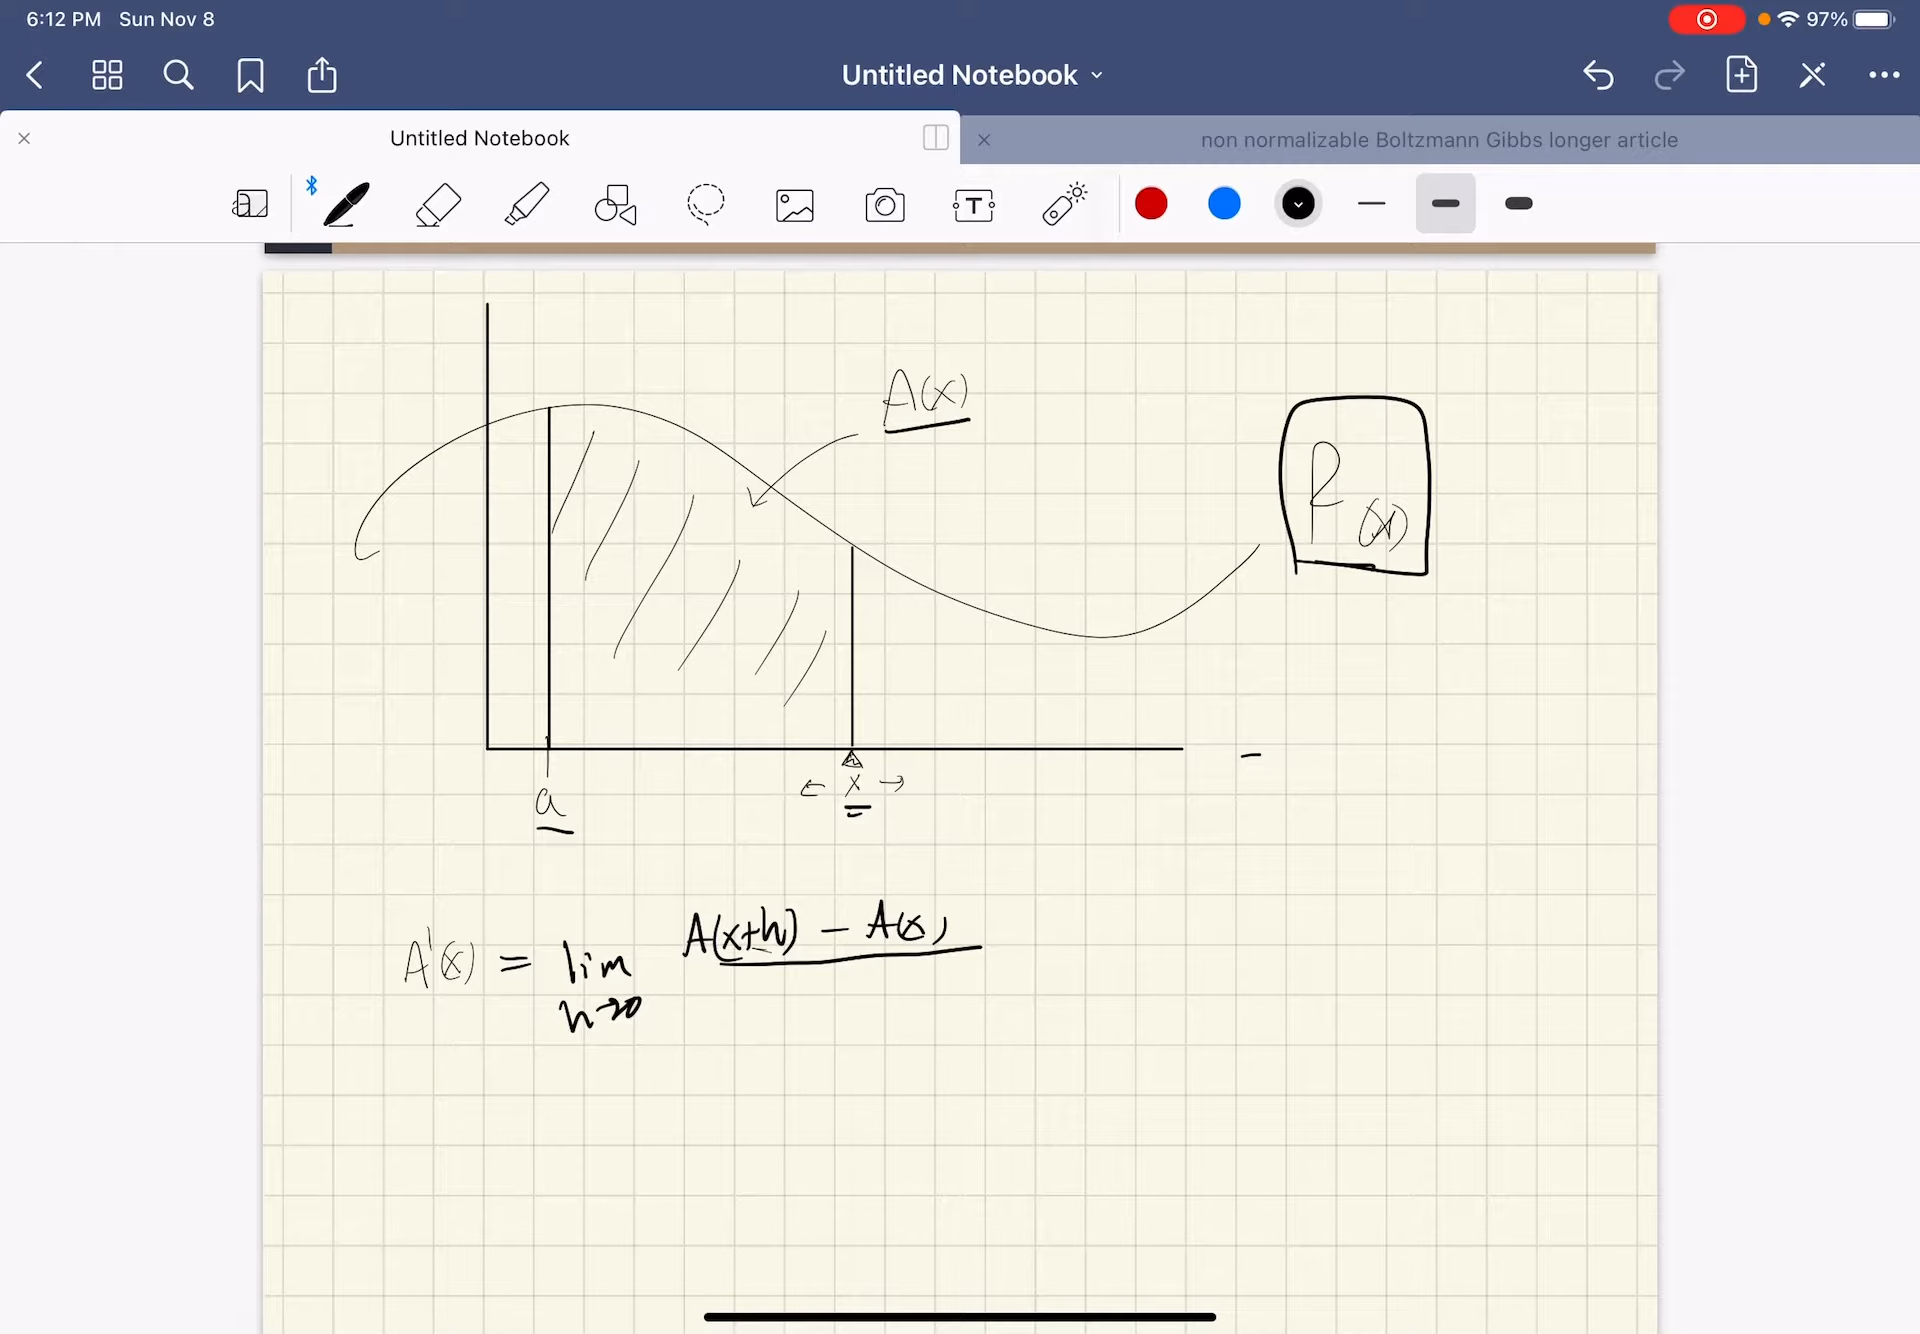 6:12 PM Sun Nov 8
97%
Untitled Notebook
Untitled Notebook
non normalizable Boltzmann Gibbs longer article
T
A(x)
f(x)
a
← x →
A'(x) = lim A(x+h) − A(x)
h→0